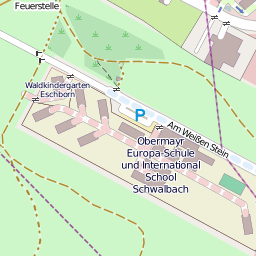 Feuerstelle
Waldkindergarten
Eschborn
P
Am Weißen Stein
Obermayr
Europa-Schule
und International
School
Schwalbach